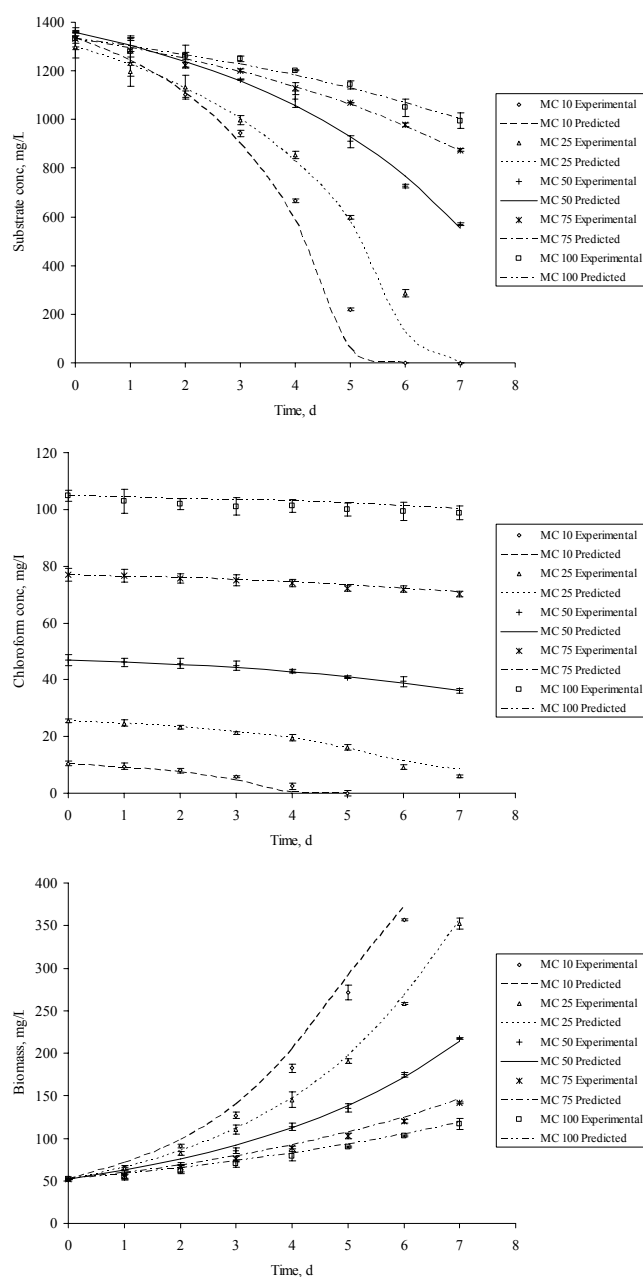 1400
1200
1000
800
600
400
200
0
Substrate conc, mg/L
0 1 2 3 4 5 6 7 8
Time, d
MC 10 Experimental
MC 10 Predicted
MC 25 Experimental
MC 25 Predicted
MC 50 Experimental
MC 50 Predicted
MC 75 Experimental
MC 75 Predicted
MC 100 Experimental
MC 100 Predicted
120
100
80
60
40
20
0
Chloroform conc, mg/l
0 1 2 3 4 5 6 7 8
Time, d
MC 10 Experimental
MC 10 Predicted
MC 25 Experimental
MC 25 Predicted
MC 50 Experimental
MC 50 Predicted
MC 75 Experimental
MC 75 Predicted
MC 100 Experimental
MC 100 Predicted
400
350
300
250
200
150
100
50
0
Biomass, mg/L
0 1 2 3 4 5 6 7 8
Time, d
MC 10 Experimental
MC 10 Predicted
MC 25 Experimental
MC 25 Predicted
MC 50 Experimental
MC 50 Predicted
MC 75 Experimental
MC 75 Predicted
MC 100 Experimental
MC 100 Predicted